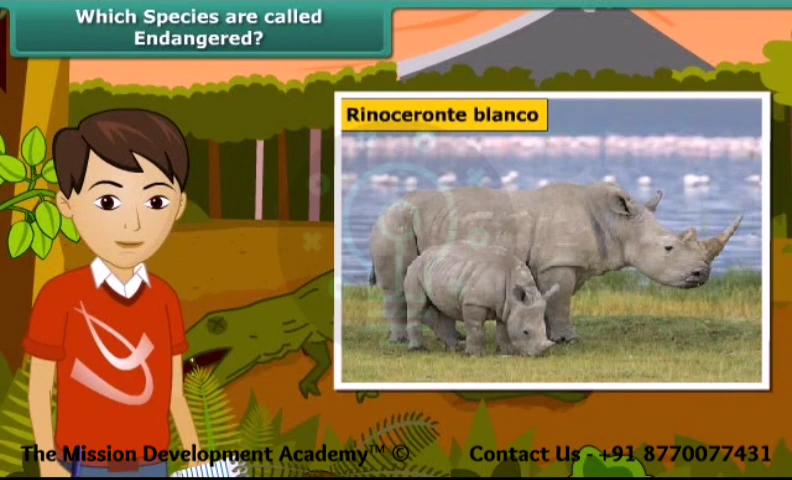 Which Species are called
Endangered?
Rinoceronte blanco
The Mission Development Academy™ © Contact Us - +91 8770077431